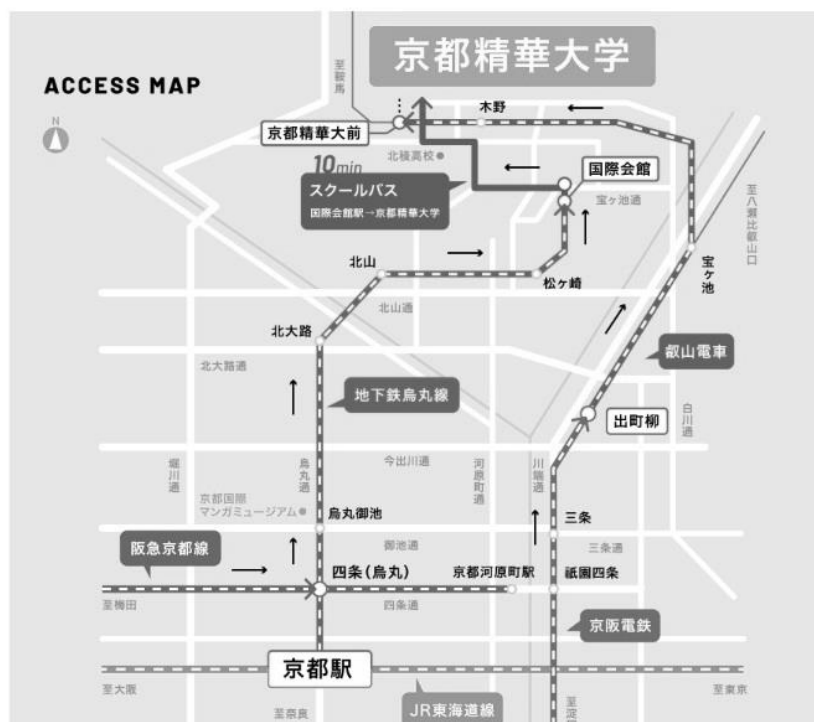 京都精華大学
ACCESS MAP
至鞍馬
N
木野
京都精華大前
北稜高校
10min
国際会館
スクールバス
国際会館駅→京都精華大学
宝ヶ池通
至八瀬比叡山口
北山
松ヶ崎
宝ヶ池
北山通
北大路
叡山電車
北大路通
地下鉄烏丸線
出町柳
白川通
堀川通
烏丸通
今出川通
河原町通
川端通
京都国際
マンガミュージアム
烏丸御池
三条
御池通
三条通
阪急京都線
四条(烏丸)
京都河原町駅
祇園四条
至梅田
四条通
京阪電鉄
京都駅
至大阪
至東京
至奈良
JR東海道線